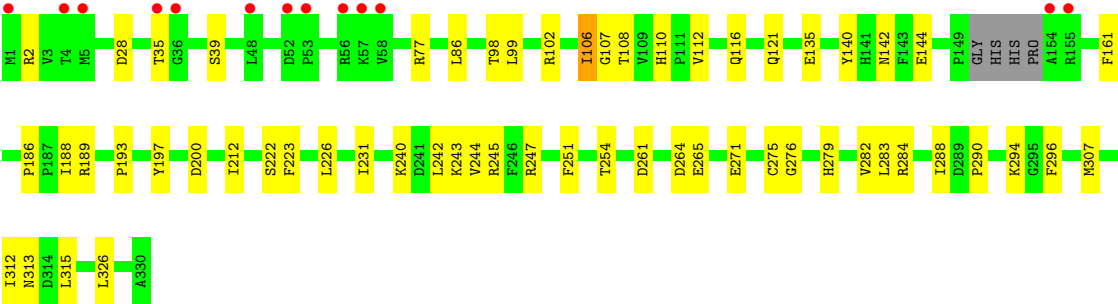 M1 R2 V3 T4 M5 D28 T35 G36 S39 L48 D52 P53 R56 K57 V58 R77 L86 T98 L99 R102 I106 G107 T108 V109 H110 P111 V112 Q116 Q121 E135 Y140 H141 N142 F143 E144 P149 GLY HIS HIS PRO A154 R155 F161
P186 P187 I188 R189 P193 Y197 D200 I212 S222 F223 L226 I231 K240 D241 L242 K243 V244 R245 F246 R247 F251 T254 D261 D264 E265 E271 C275 G276 H279 V282 L283 R284 I288 D289 P290 K294 G295 F296 M307
I312 N313 D314 L315 L326 A330